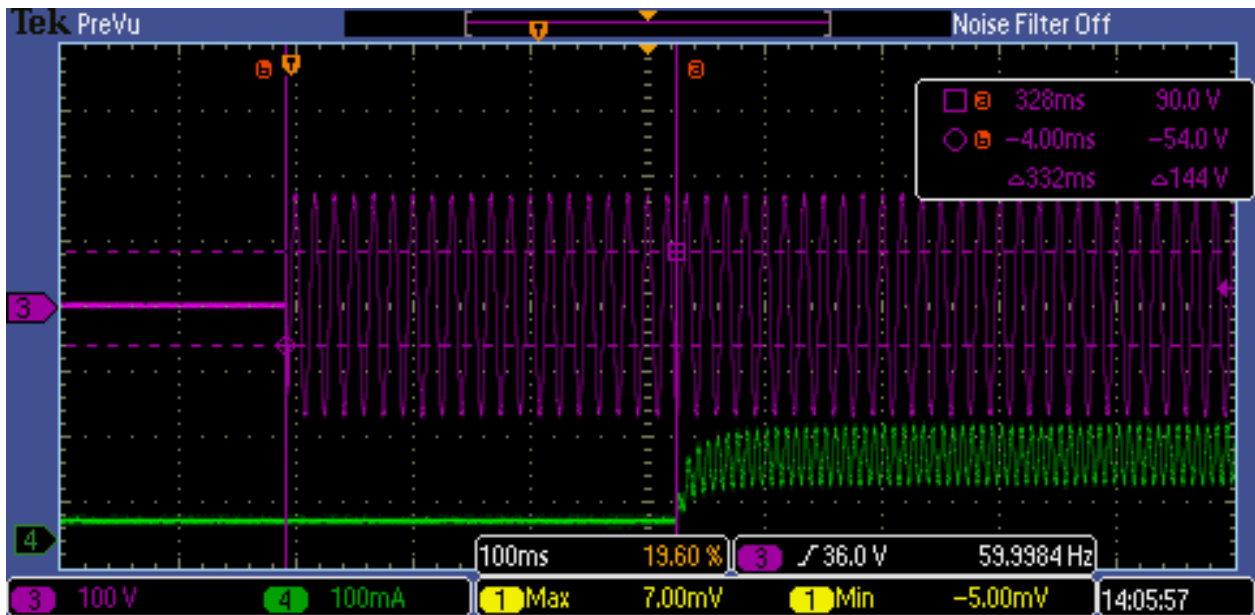 Tek PreVu Noise Filter Off
T
b T a
a 328ms 90.0 V
b −4.00ms −54.0 V
△332ms △144 V
3
4
100ms 19.60 % 3 36.0 V 59.9984 Hz
3 100 V 4 100mA 1 Max 7.00mV 1 Min −5.00mV 14:05:57